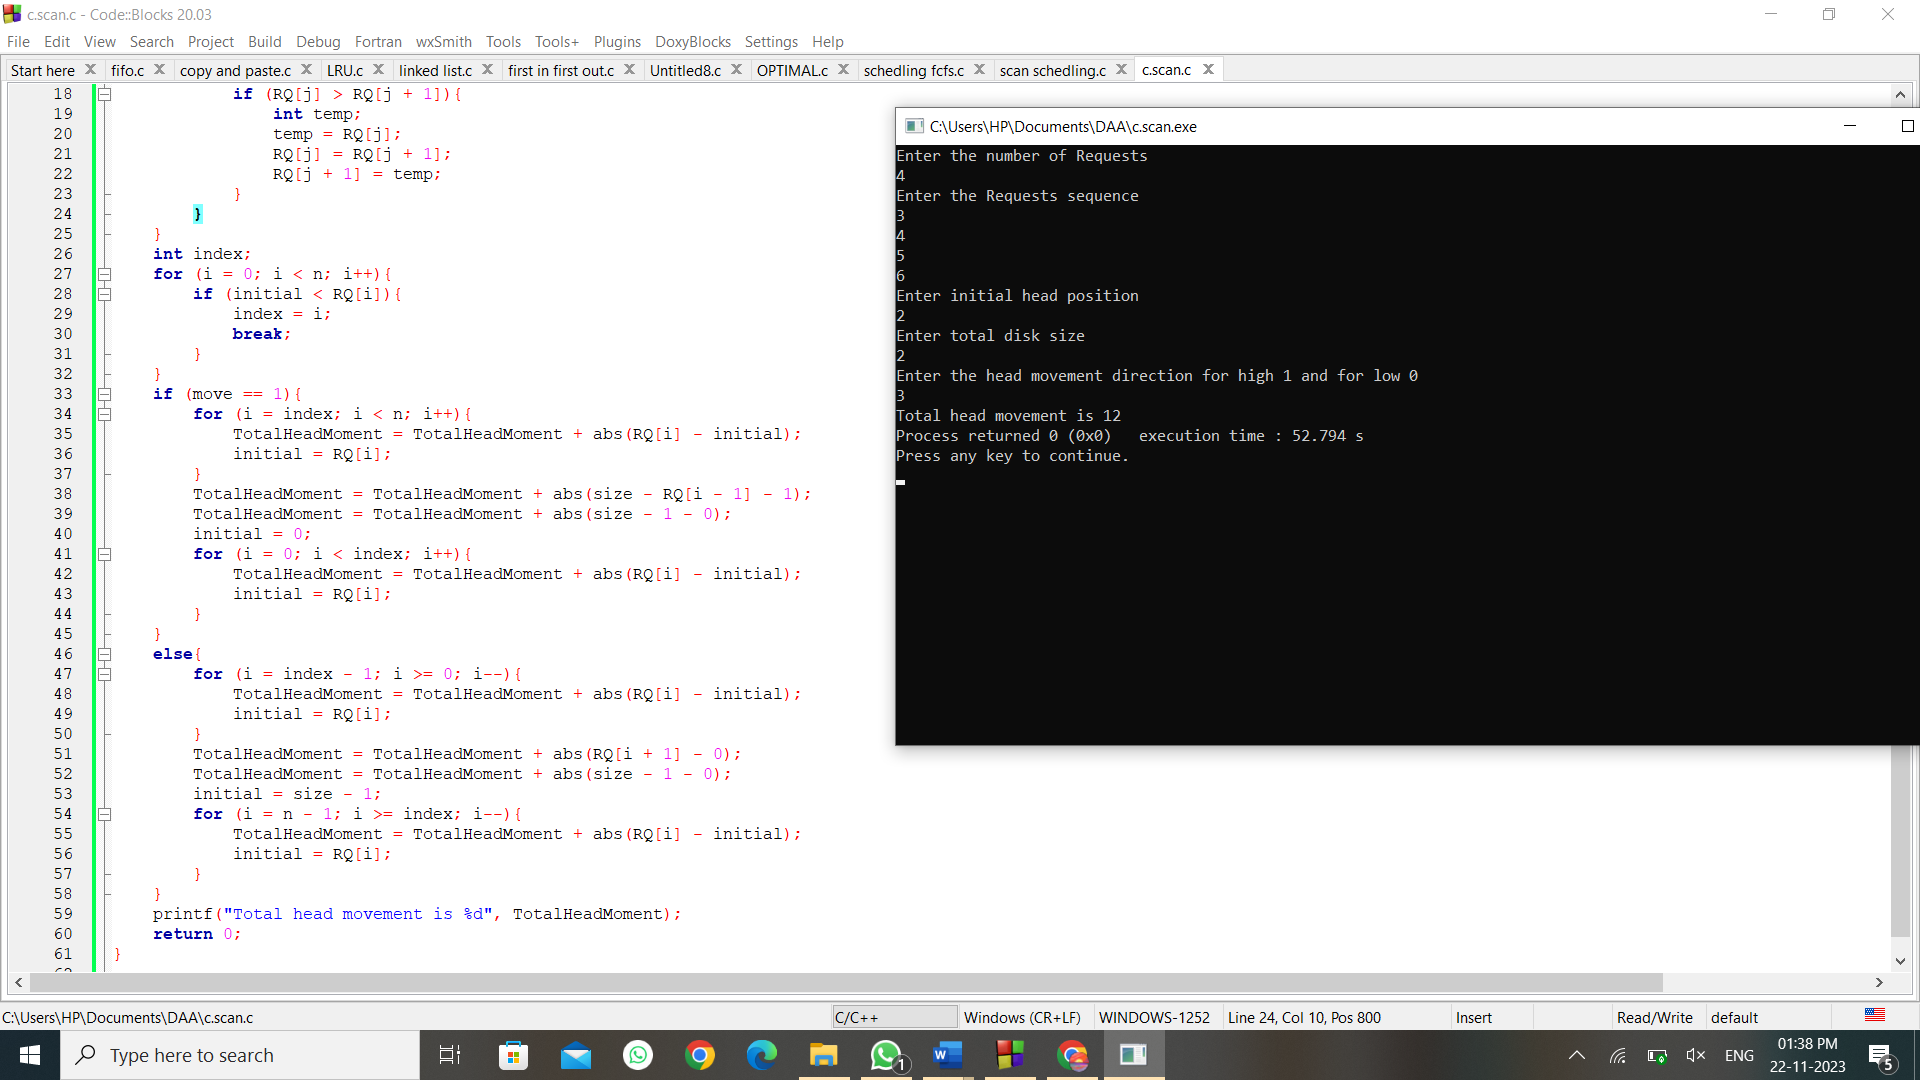 c.scan.c - Code::Blocks 20.03
File Edit View Search Project Build Debug Fortran wxSmith Tools Tools+ Plugins DoxyBlocks Settings Help
Start here X fifo.c X copy and paste.c X LRU.c X linked list.c X first in first out.c X Untitled8.c X OPTIMAL.c X schedling fcfs.c X scan schedling.c X c.scan.c X
18 if (RQ[j] > RQ[j + 1]){
19 int temp;
20 temp = RQ[j];
21 RQ[j] = RQ[j + 1];
22 RQ[j + 1] = temp;
23 }
24 }
25 }
26 int index;
27 for (i = 0; i < n; i++){
28 if (initial < RQ[i]){
29 index = i;
30 break;
31 }
32 }
33 if (move == 1){
34 for (i = index; i < n; i++){
35 TotalHeadMoment = TotalHeadMoment + abs(RQ[i] - initial);
36 initial = RQ[i];
37 }
38 TotalHeadMoment = TotalHeadMoment + abs(size - RQ[i - 1] - 1);
39 TotalHeadMoment = TotalHeadMoment + abs(size - 1 - 0);
40 initial = 0;
41 for (i = 0; i < index; i++){
42 TotalHeadMoment = TotalHeadMoment + abs(RQ[i] - initial);
43 initial = RQ[i];
44 }
45 }
46 else{
47 for (i = index - 1; i >= 0; i--){
48 TotalHeadMoment = TotalHeadMoment + abs(RQ[i] - initial);
49 initial = RQ[i];
50 }
51 TotalHeadMoment = TotalHeadMoment + abs(RQ[i + 1] - 0);
52 TotalHeadMoment = TotalHeadMoment + abs(size - 1 - 0);
53 initial = size - 1;
54 for (i = n - 1; i >= index; i--){
55 TotalHeadMoment = TotalHeadMoment + abs(RQ[i] - initial);
56 initial = RQ[i];
57 }
58 }
59 printf("Total head movement is %d", TotalHeadMoment);
60 return 0;
61 }
C:\Users\HP\Documents\DAA\c.scan.exe
Enter the number of Requests
4
Enter the Requests sequence
3
4
5
6
Enter initial head position
2
Enter total disk size
2
Enter the head movement direction for high 1 and for low 0
3
Total head movement is 12
Process returned 0 (0x0)   execution time : 52.794 s
Press any key to continue.
C:\Users\HP\Documents\DAA\c.scan.c C/C++ Windows (CR+LF) WINDOWS-1252 Line 24, Col 10, Pos 800 Insert Read/Write default
Type here to search
1
W
ENG
01:38 PM
22-11-2023
5